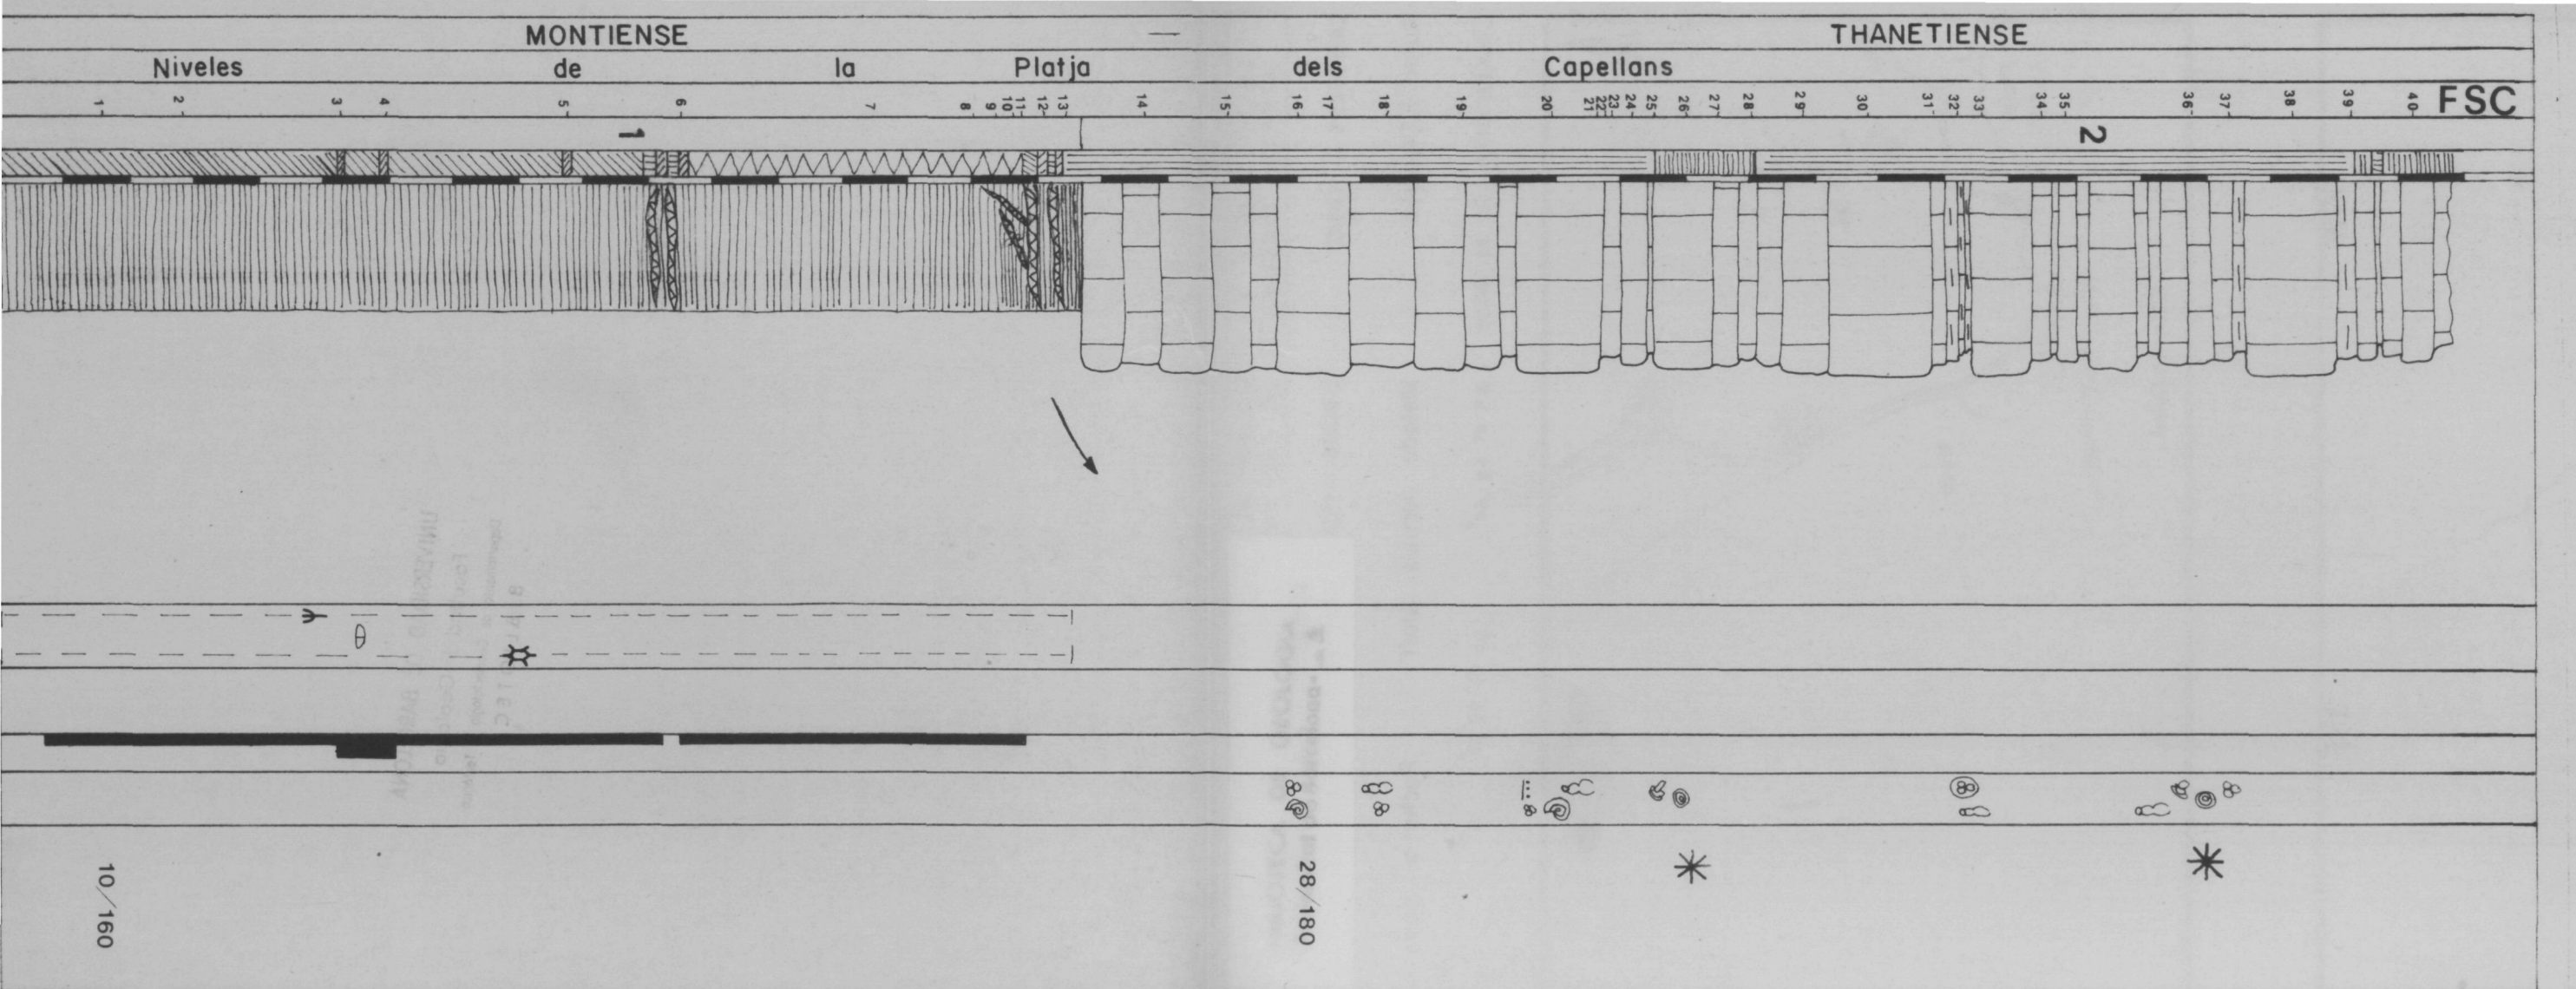 MONTIENSE — THANETIENSE
Niveles de la Platja dels Capellans
1 2 3 4 5 6 7 8 9 10 11 12 13 14 15 16 17 18 19 20 21 22 23 24 25 26 27 28 29 30 31 32 33 34 35 36 37 38 39 40 FSC
1 2
10/160 28/180